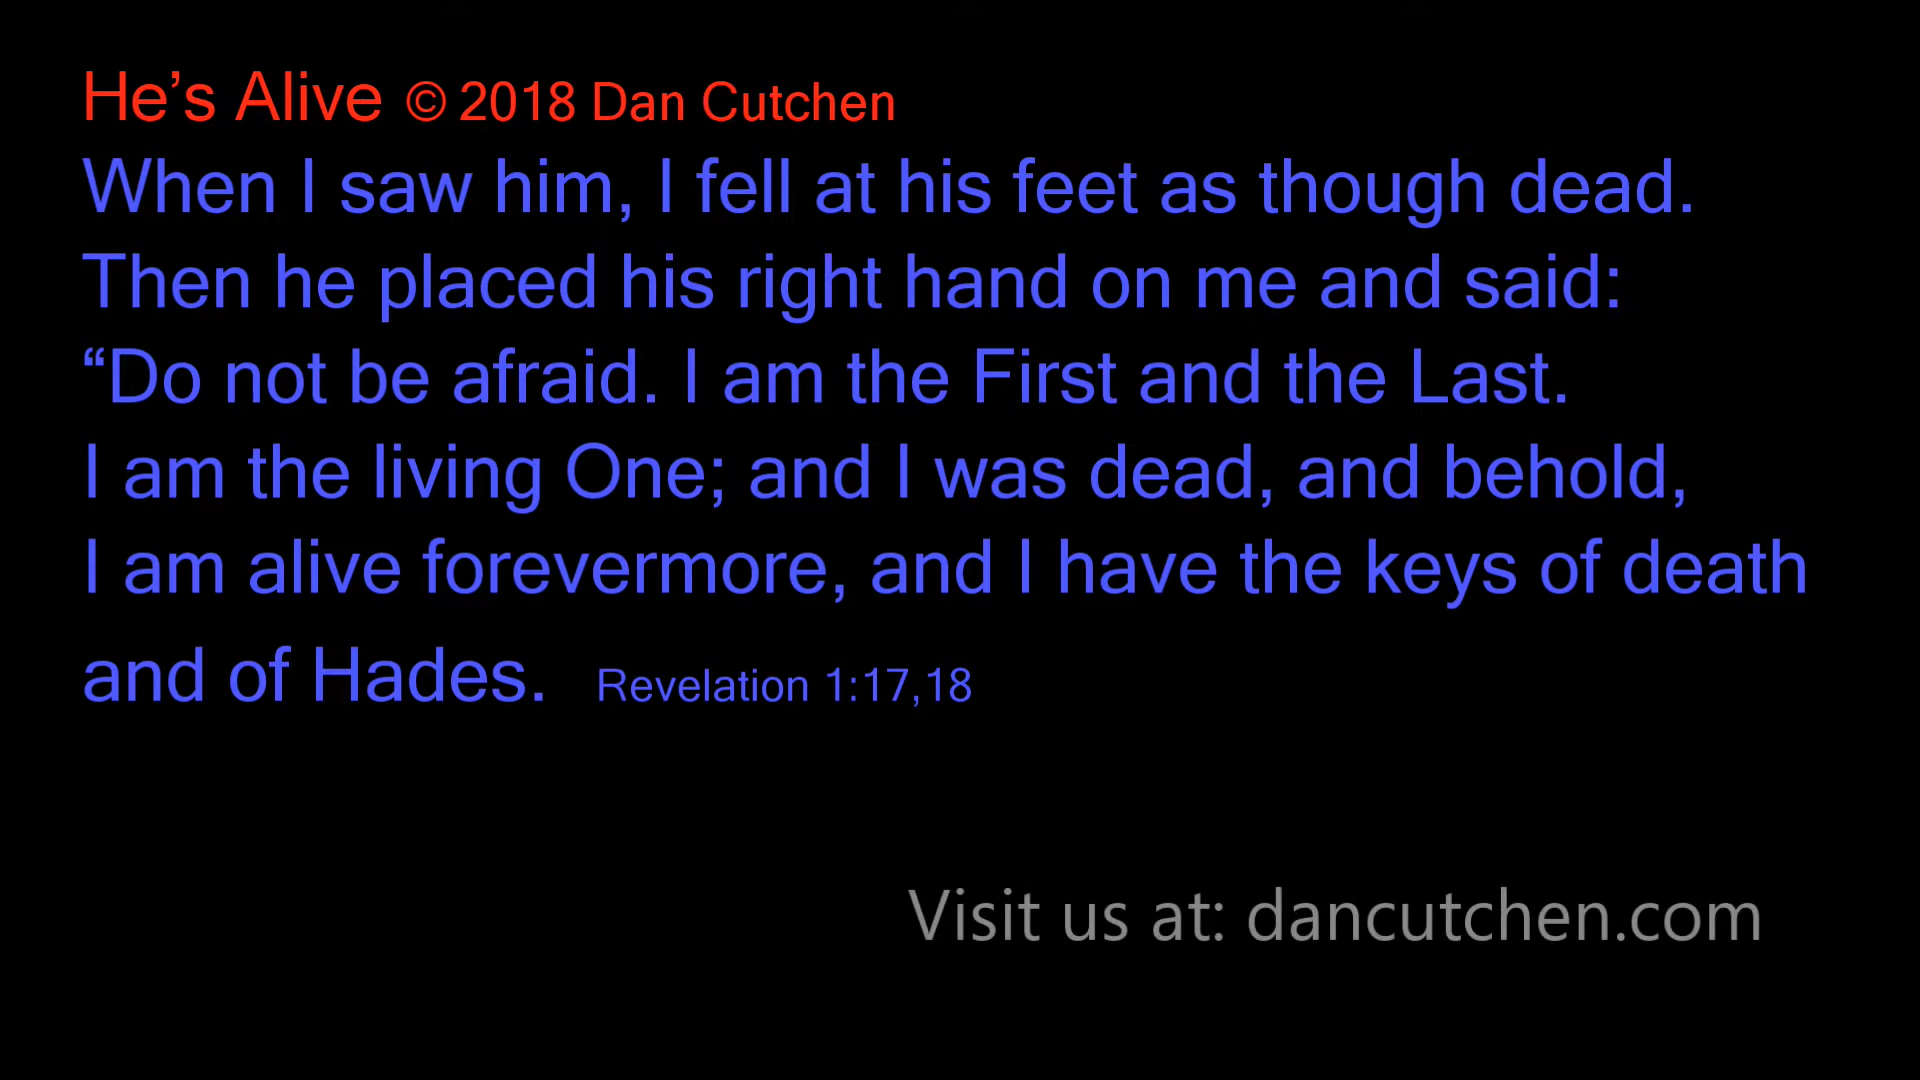 He’s Alive © 2018 Dan Cutchen
When I saw him, I fell at his feet as though dead.
Then he placed his right hand on me and said:
“Do not be afraid. I am the First and the Last.
I am the living One; and I was dead, and behold,
I am alive forevermore, and I have the keys of death
and of Hades. Revelation 1:17,18
Visit us at: dancutchen.com